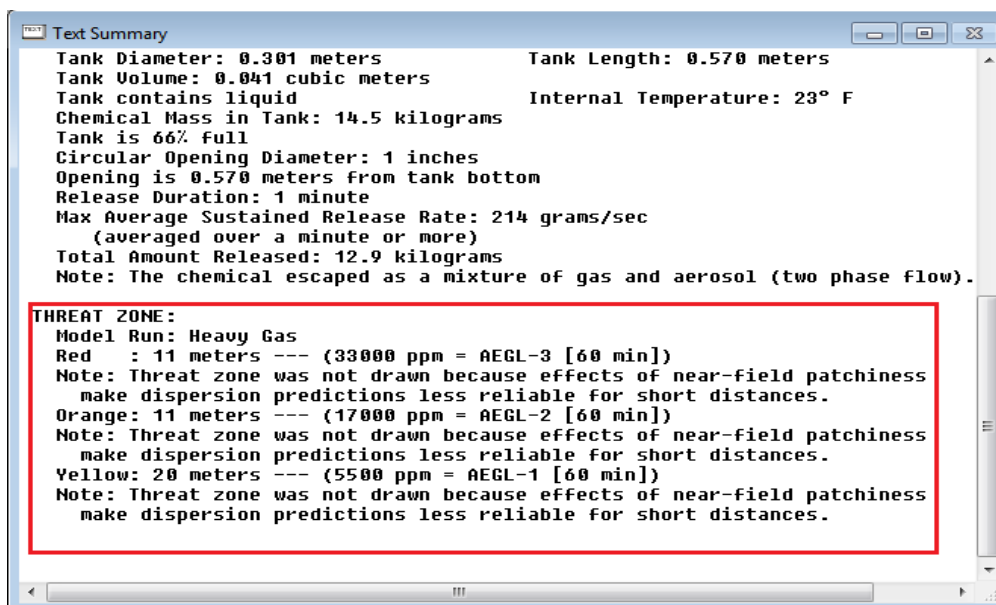 Text Summary
Tank Diameter: 0.301 meters Tank Length: 0.570 meters
Tank Volume: 0.041 cubic meters
Tank contains liquid Internal Temperature: 23° F
Chemical Mass in Tank: 14.5 kilograms
Tank is 66% full
Circular Opening Diameter: 1 inches
Opening is 0.570 meters from tank bottom
Release Duration: 1 minute
Max Average Sustained Release Rate: 214 grams/sec
(averaged over a minute or more)
Total Amount Released: 12.9 kilograms
Note: The chemical escaped as a mixture of gas and aerosol (two phase flow).
THREAT ZONE:
Model Run: Heavy Gas
Red : 11 meters --- (33000 ppm = AEGL-3 [60 min])
Note: Threat zone was not drawn because effects of near-field patchiness
make dispersion predictions less reliable for short distances.
Orange: 11 meters --- (17000 ppm = AEGL-2 [60 min])
Note: Threat zone was not drawn because effects of near-field patchiness
make dispersion predictions less reliable for short distances.
Yellow: 20 meters --- (5500 ppm = AEGL-1 [60 min])
Note: Threat zone was not drawn because effects of near-field patchiness
make dispersion predictions less reliable for short distances.